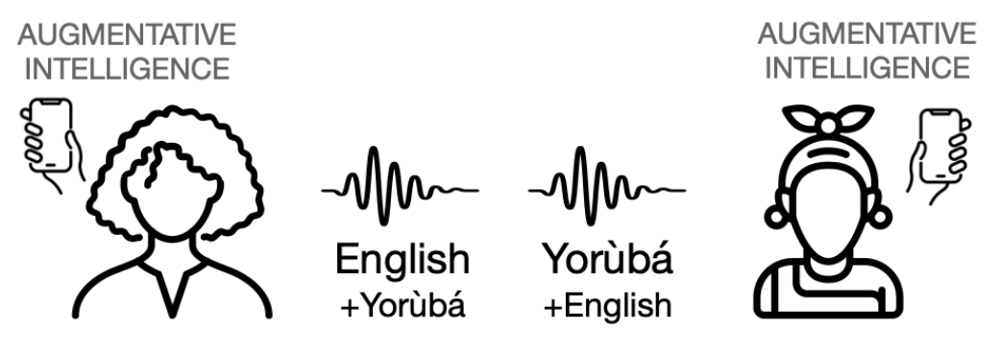 AUGMENTATIVE
INTELLIGENCE
AUGMENTATIVE
INTELLIGENCE
English
+Yorùbá
Yorùbá
+English